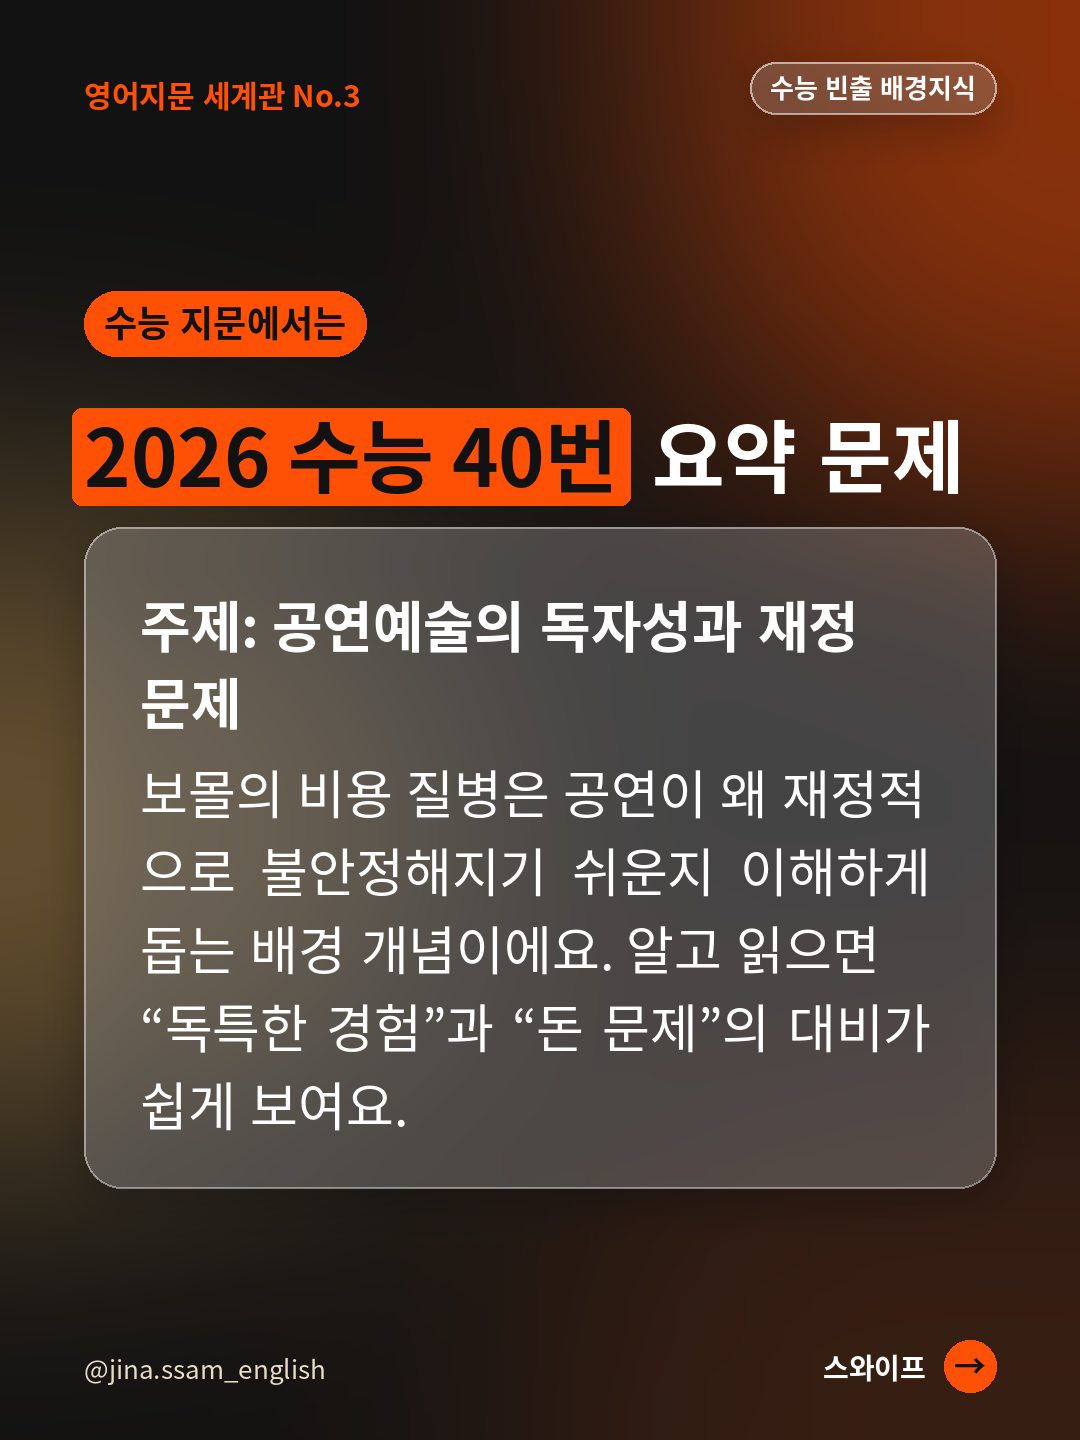 영어지문 세계관 No.3
수능 빈출 배경지식
수능 지문에서는
2026 수능 40번 요약 문제
주제: 공연예술의 독자성과 재정
문제
보몰의 비용 질병은 공연이 왜 재정적
으로 불안정해지기 쉬운지 이해하게
돕는 배경 개념이에요. 알고 읽으면
“독특한 경험”과 “돈 문제”의 대비가
쉽게 보여요.
@jina.ssam_english
스와이프 →